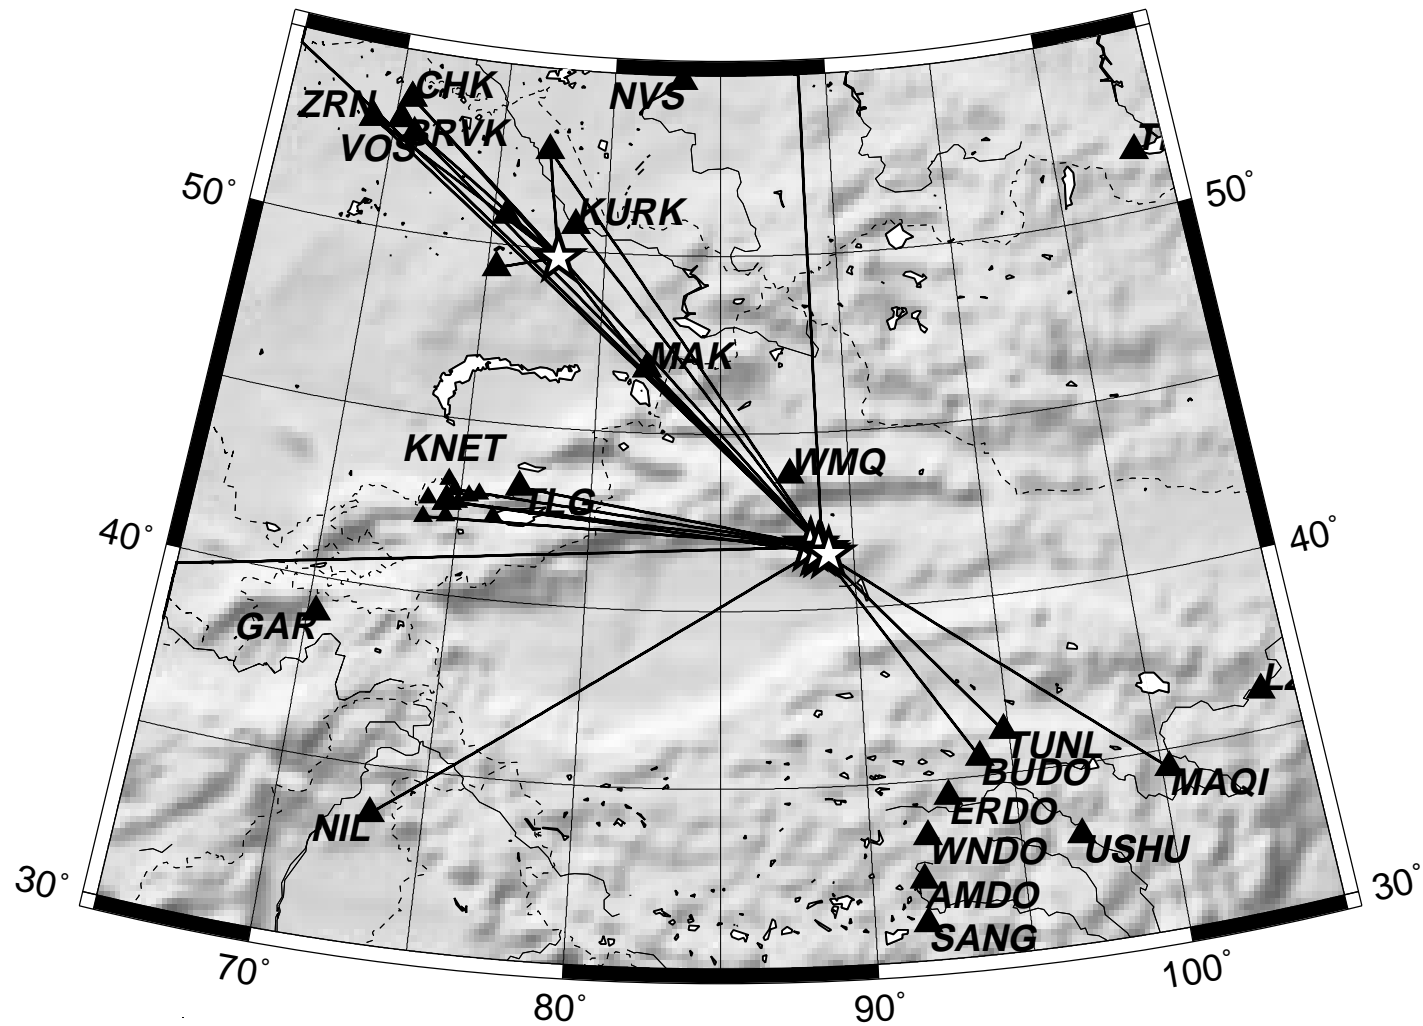 CHK
ZRN
NVS
BRVK
VOS
50°
50°
KURK
MAK
KNET
WMQ
TLG
40°
40°
GAR
TUNL
BUDO
MAQI
ERDO
NIL
WNDO
USHU
30°
30°
AMDO
SANG
70°
100°
80°
90°